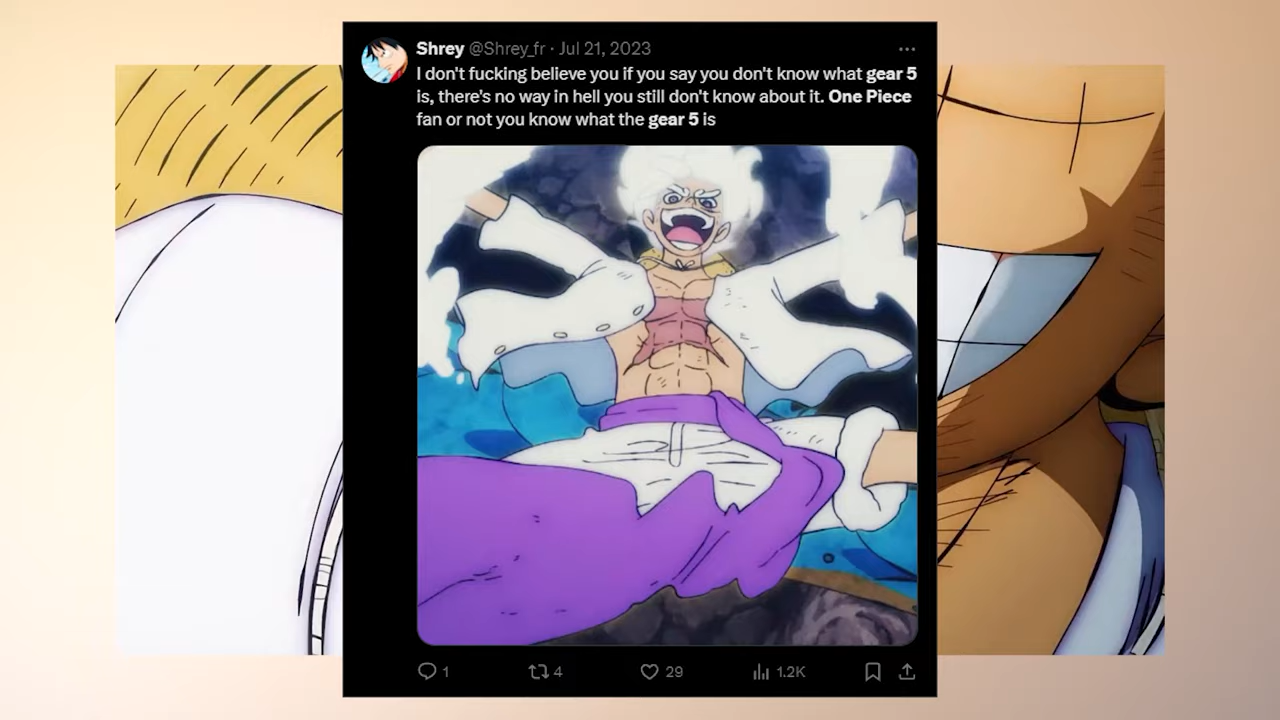 Shrey @Shrey_fr · Jul 21, 2023
I don't fucking believe you if you say you don't know what gear 5
is, there's no way in hell you still don't know about it. One Piece
fan or not you know what the gear 5 is
1 4 29 1.2K